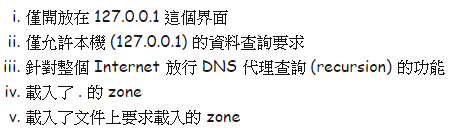 i. 僅開放在 127.0.0.1 這個界面
ii. 僅允許本機 (127.0.0.1) 的資料查詢要求
iii. 針對整個 Internet 放行 DNS 代理查詢 (recursion) 的功能
iv. 載入了 . 的 zone
v. 載入了文件上要求載入的 zone